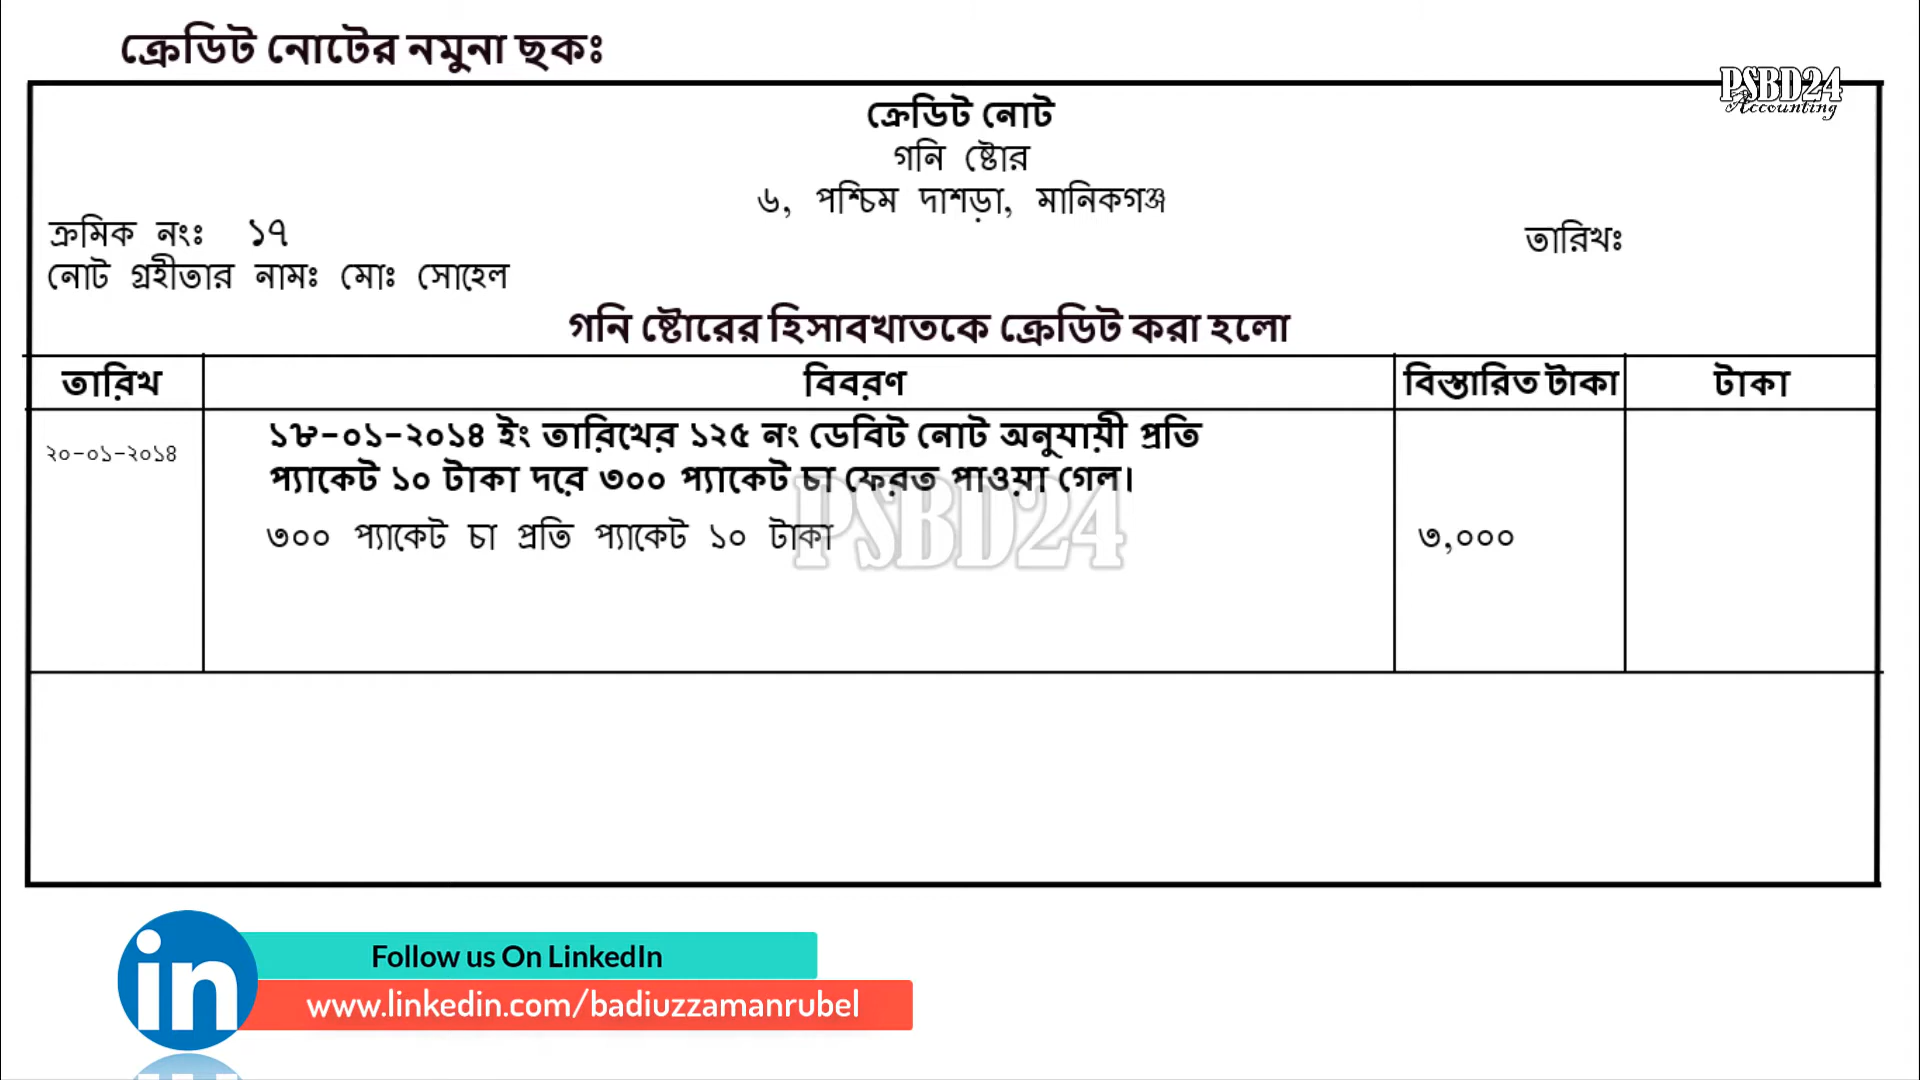 ক্রেডিট নোটের নমুনা ছকঃ
PSBD24
Accounting
ক্রেডিট নোট
গনি ষ্টোর
৬, পশ্চিম দাশড়া, মানিকগঞ্জ
ক্রমিক নংঃ ১৭
তারিখঃ
নোট গ্রহীতার নামঃ মোঃ সোহেল
গনি ষ্টোরের হিসাবখাতকে ক্রেডিট করা হলো
তারিখ বিবরণ বিস্তারিত টাকা টাকা
২০-০১-২০১৪
১৮-০১-২০১৪ ইং তারিখের ১২৫ নং ডেবিট নোট অনুযায়ী প্রতি
প্যাকেট ১০ টাকা দরে ৩০০ প্যাকেট চা ফেরত পাওয়া গেল।
৩০০ প্যাকেট চা প্রতি প্যাকেট ১০ টাকা ৩,০০০
PSBD24
in
Follow us On LinkedIn
www.linkedin.com/badiuzzamanrubel